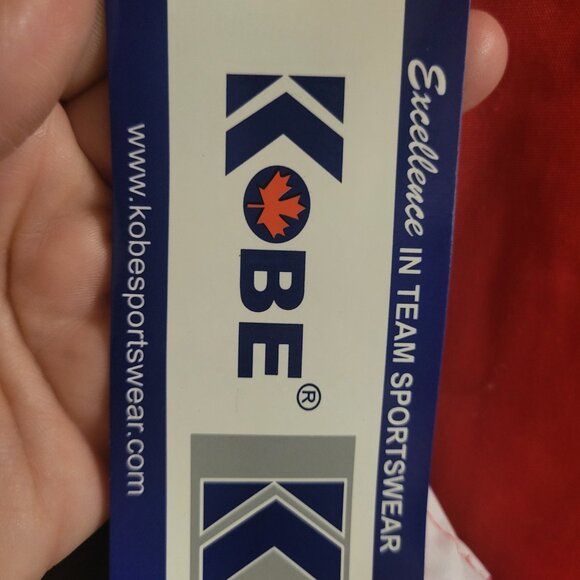 Excellence IN TEAM SPORTSWEAR
KOBE®
www.kobesportswear.com